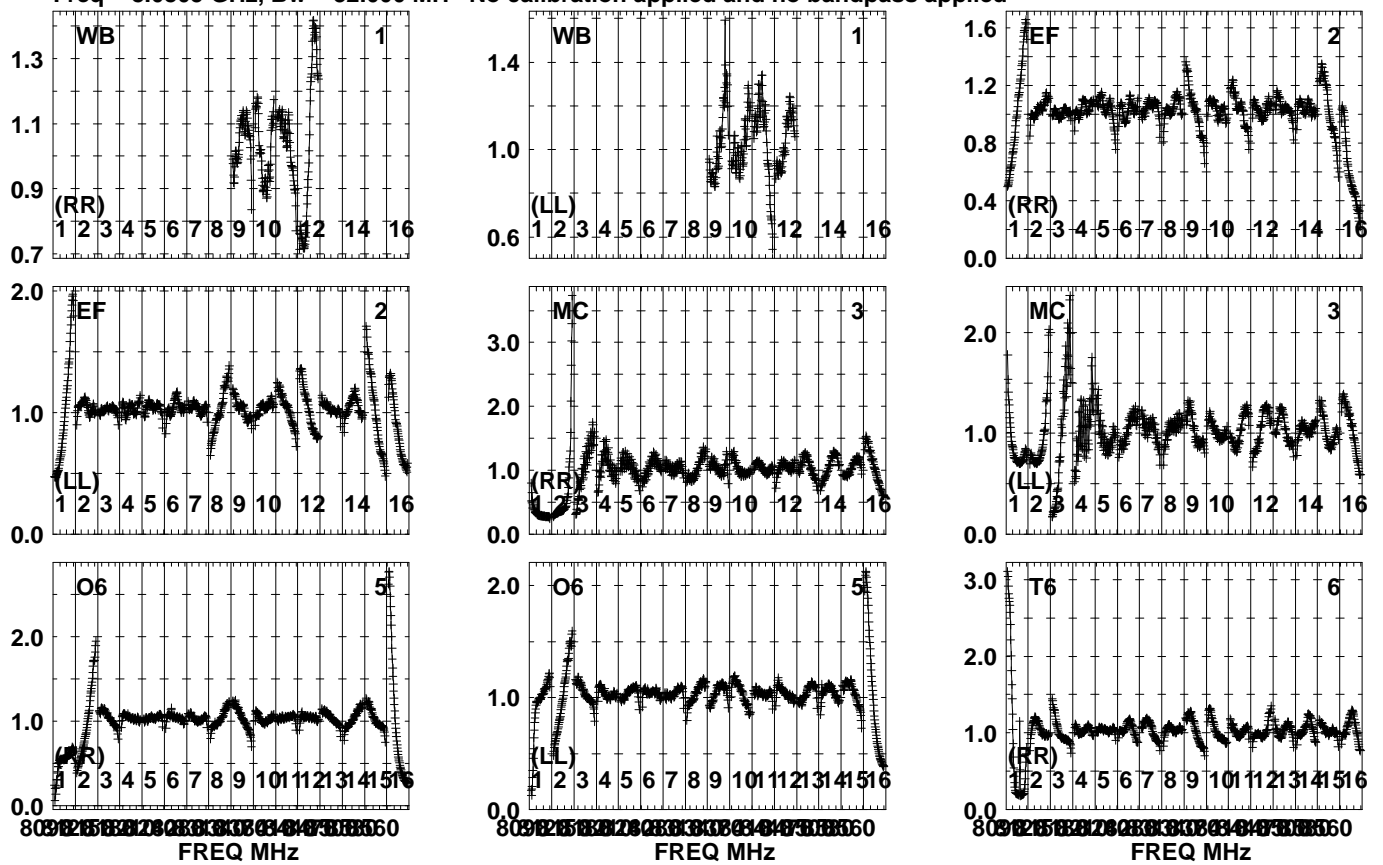 No calibration applied and no bandpass applied
WB 1
1.3
1.1
0.9
(RR)
1 2 3 4 5 6 7 8 9 10 12 14 16
0.7
WB 1
1.4
1.0
(LL)
1 2 3 4 5 6 7 8 9 10 12 14 16
0.6
EF 2
1.6
1.2
0.8
0.4
(RR)
1 2 3 4 5 6 7 8 9 10 12 14 16
0.0
2.0
EF 2
1.0
(LL)
1 2 3 4 5 6 7 8 9 10 12 14 16
0.0
MC 3
3.0
2.0
1.0
(RR)
1 2 3 4 5 6 7 8 9 10 12 14 16
0.0
MC 3
2.0
1.0
(LL)
1 2 3 4 5 6 7 8 9 10 12 14 16
0.0
O6 5
2.0
1.0
(RR)
1 2 3 4 5 6 7 8 9 10 11 12 13 14 15 16
0.0
FREQ MHz
O6 5
2.0
1.0
(LL)
1 2 3 4 5 6 7 8 9 10 11 12 13 14 15 16
0.0
FREQ MHz
T6 6
3.0
2.0
1.0
(RR)
1 2 3 4 5 6 7 8 9 10 11 12 13 14 15 16
0.0
FREQ MHz